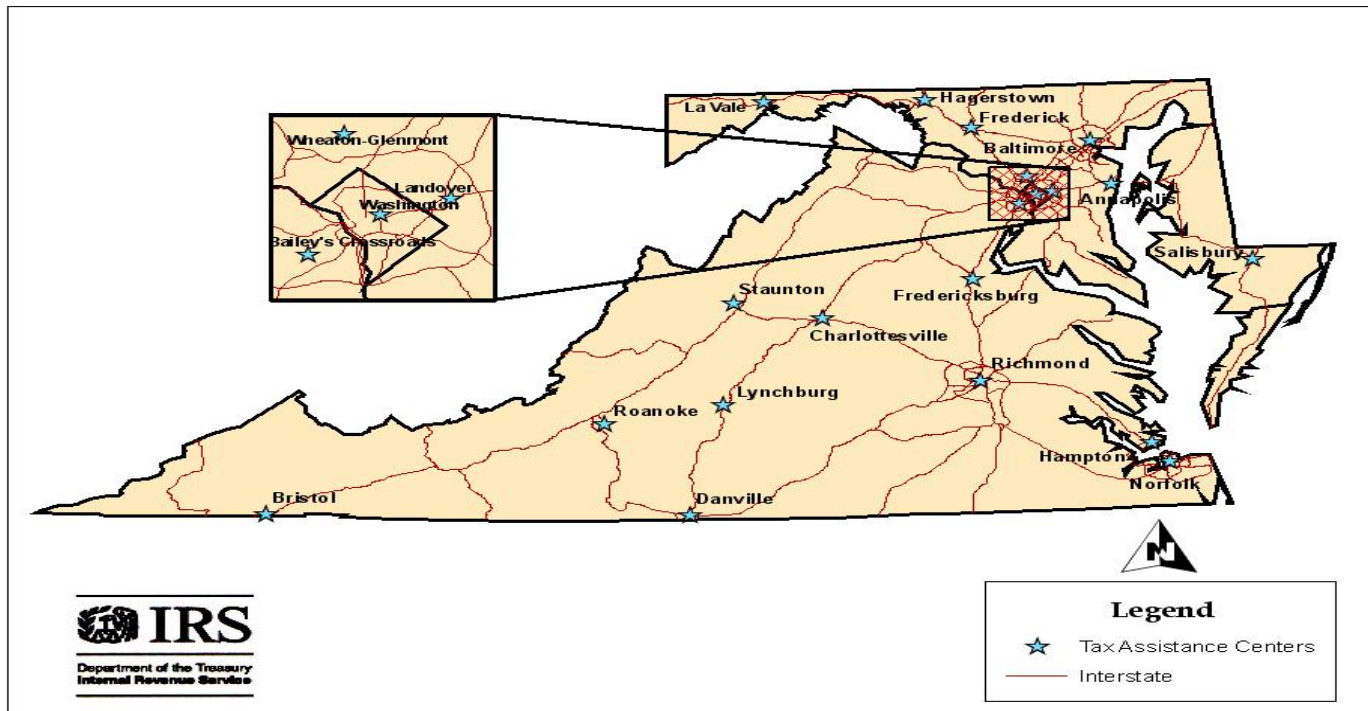 La Vale
Hagerstown
Frederick
Baltimore
Wheaton-Glenmont
Landover
Washington
Bailey's Crossroads
Annapolis
Salisbury
Staunton
Fredericksburg
Charlottesville
Richmond
Lynchburg
Roanoke
Hampton
Norfolk
Bristol
Danville
N
IRS
Department of the Treasury
Internal Revenue Service
Legend
Tax Assistance Centers
Interstate